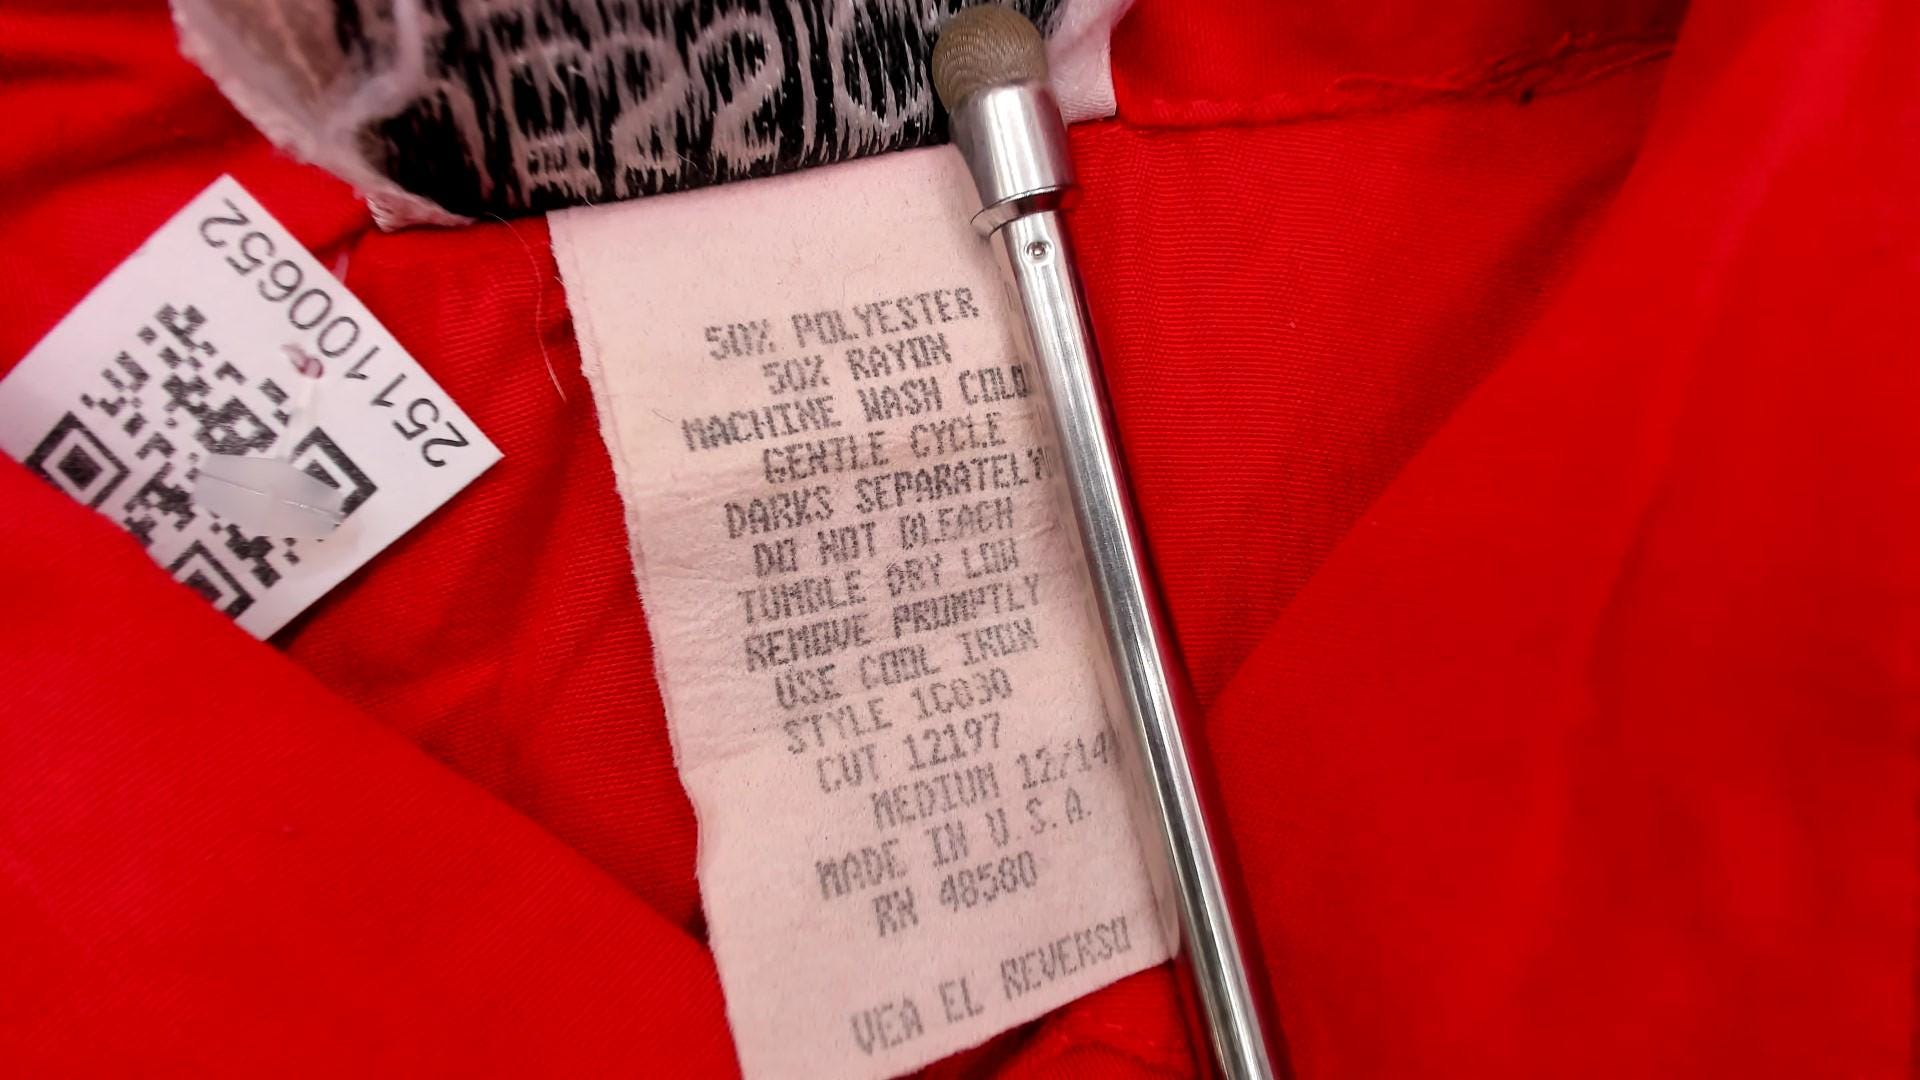 251100652
50% POLYESTER
50% RAYON
MACHINE WASH COLD
GENTLE CYCLE
DARKS SEPARATELY
DO NOT BLEACH
TUMBLE DRY LOW
REMOVE PROMPTLY
USE COOL IRON
STYLE 1C030
CUT 12197
MEDIUM 12/14
MADE IN U.S.A.
RN 48580
VEA EL REVERSO